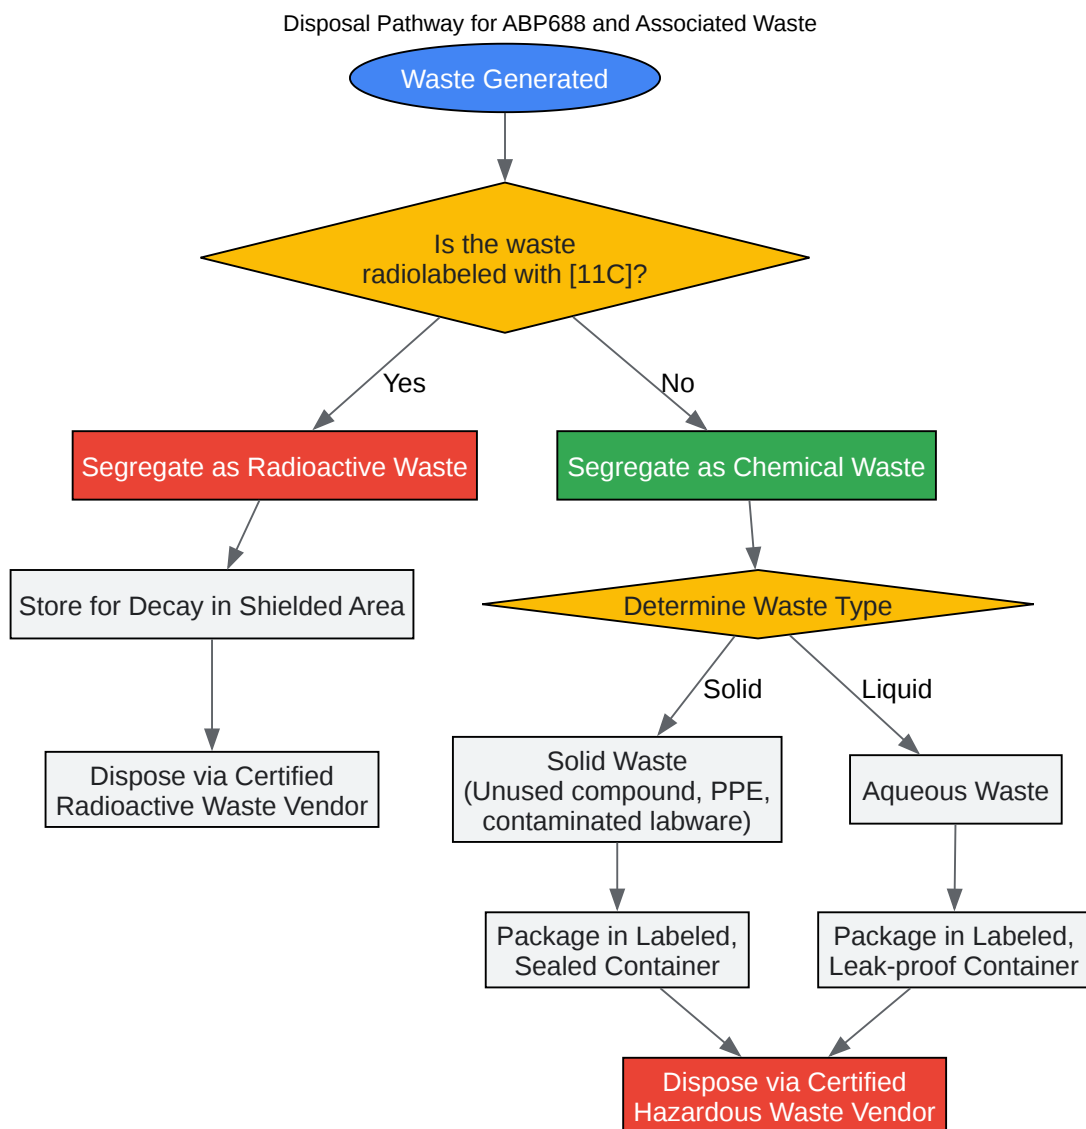 Disposal Pathway for ABP688 and Associated Waste
Waste Generated
Is the waste
radiolabeled with [11C]?
Yes
No
Segregate as Radioactive Waste
Segregate as Chemical Waste
Store for Decay in Shielded Area
Determine Waste Type
Solid
Liquid
Dispose via Certified
Radioactive Waste Vendor
Solid Waste
(Unused compound, PPE,
contaminated labware)
Aqueous Waste
Package in Labeled,
Sealed Container
Package in Labeled,
Leak-proof Container
Dispose via Certified
Hazardous Waste Vendor